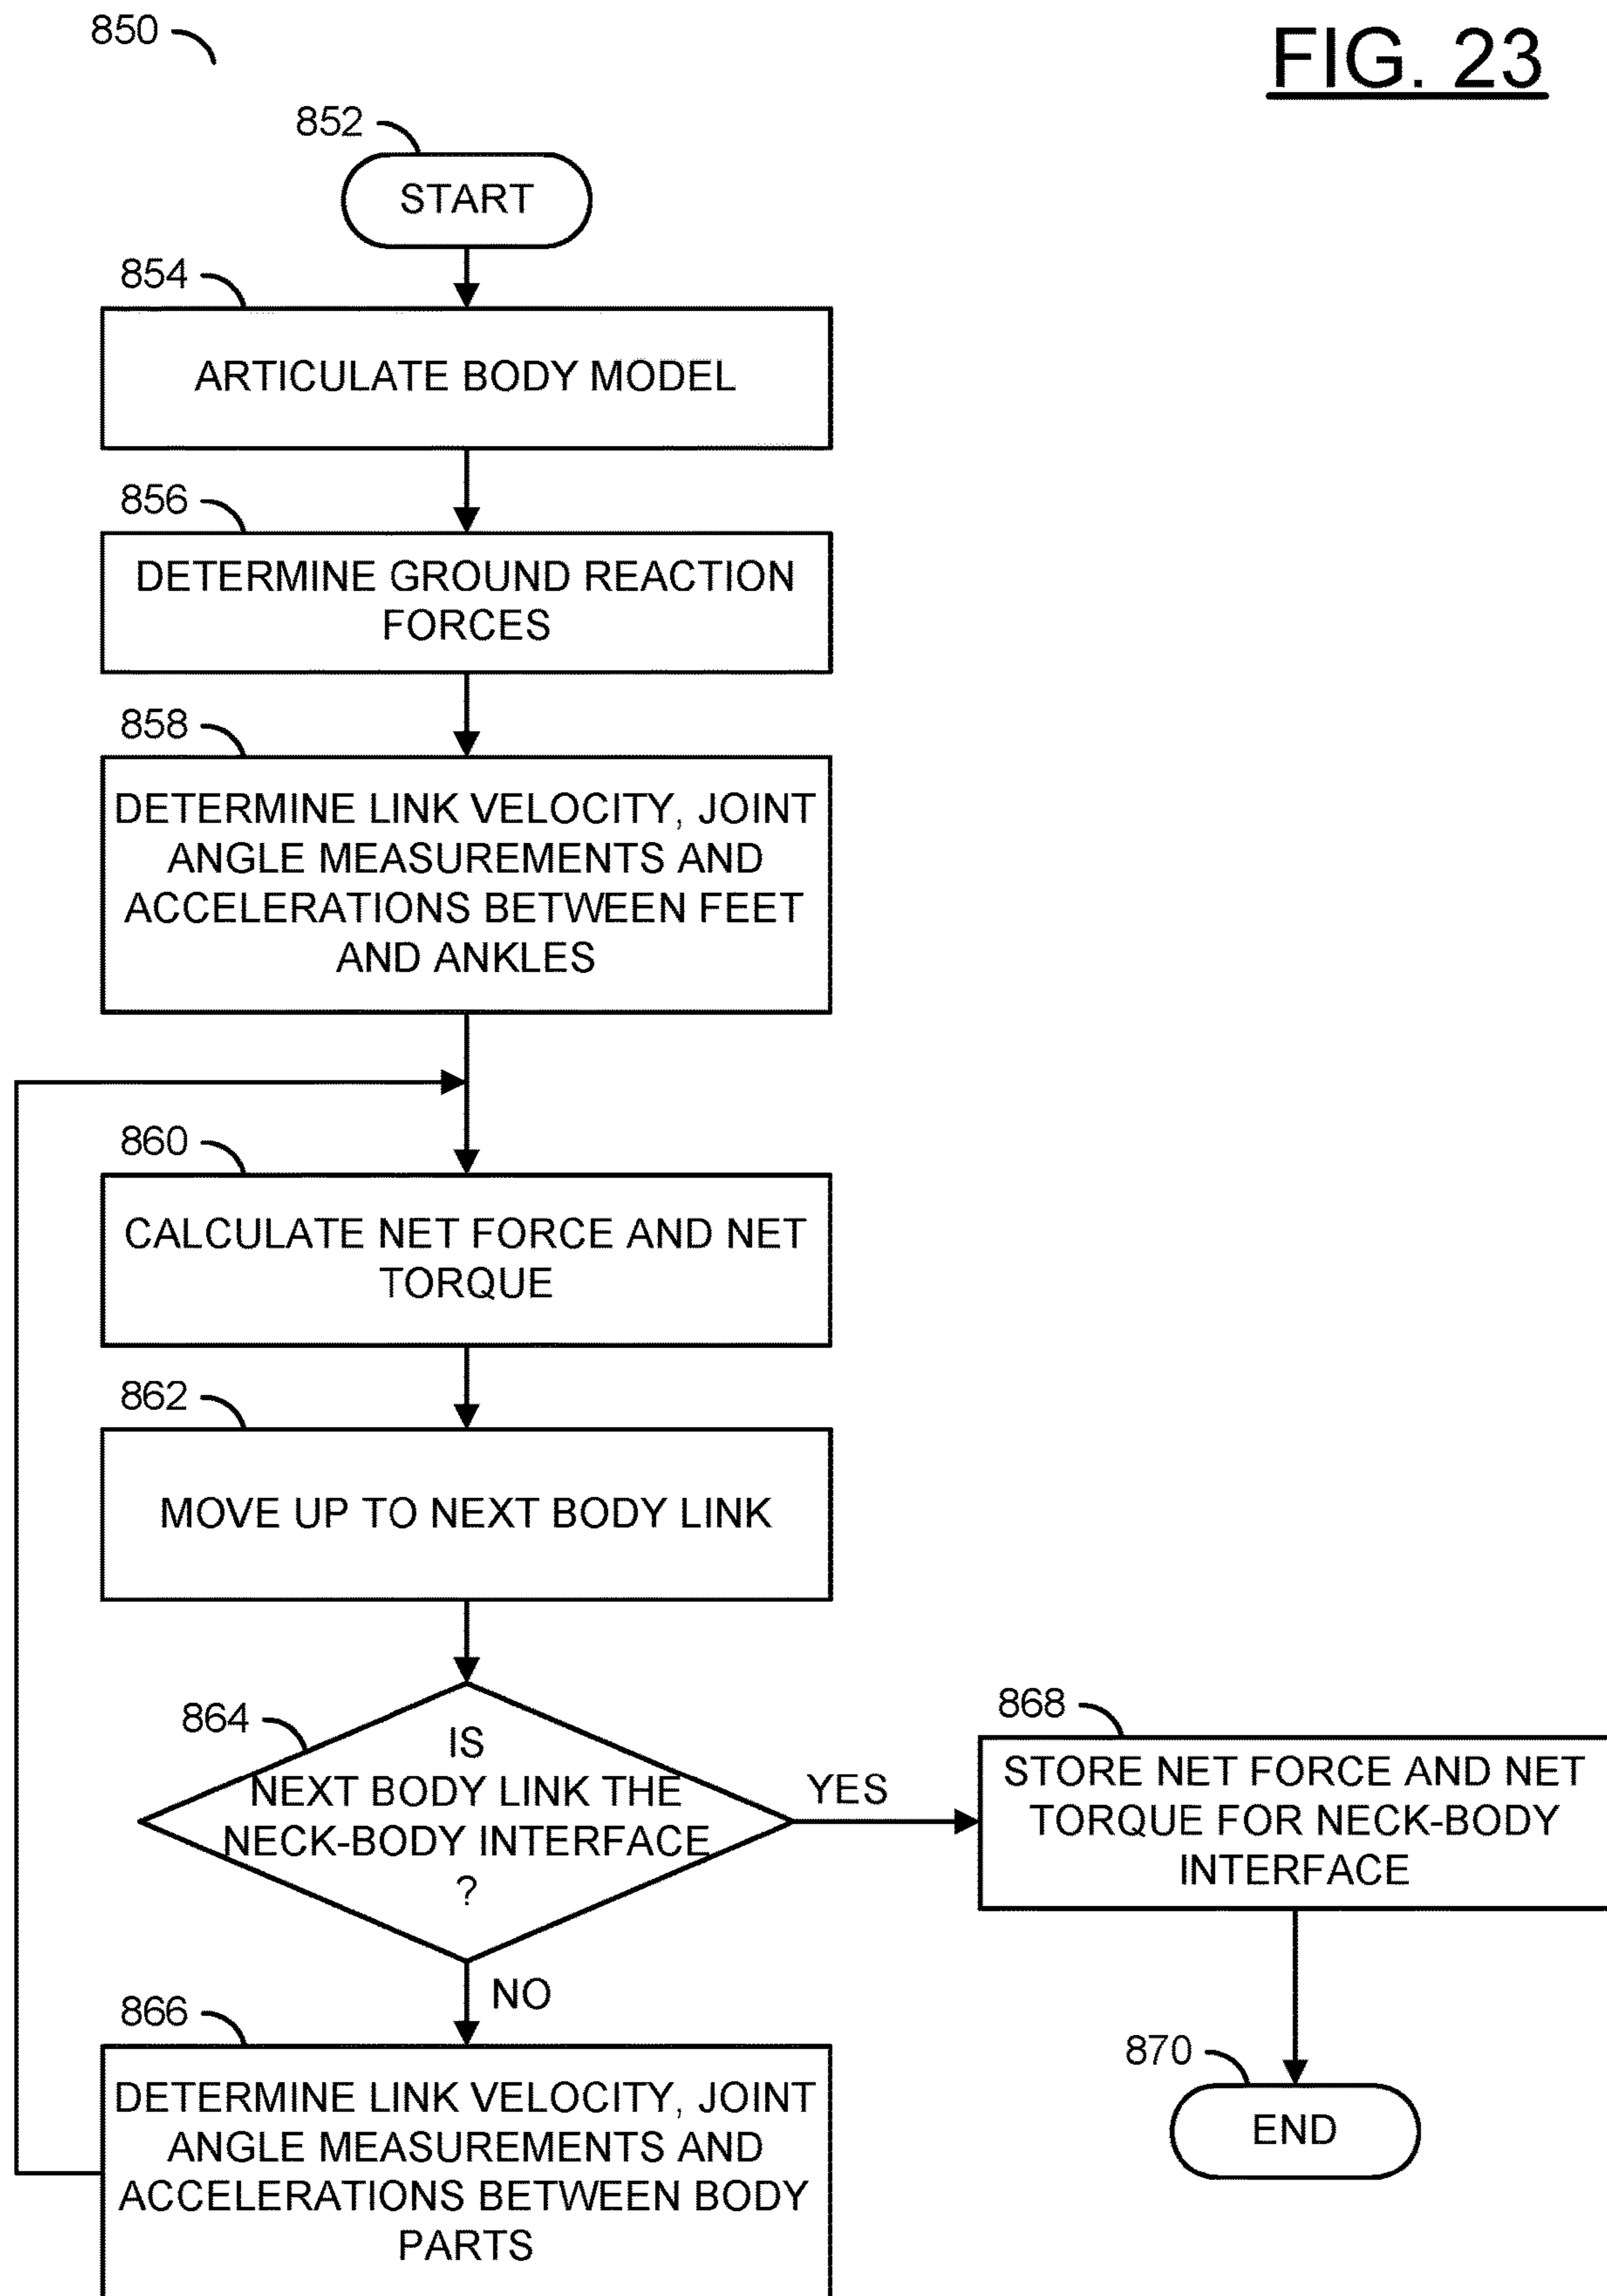 850
FIG. 23
852
START
854
ARTICULATE BODY MODEL
856
DETERMINE GROUND REACTION
FORCES
858
DETERMINE LINK VELOCITY, JOINT
ANGLE MEASUREMENTS AND
ACCELERATIONS BETWEEN FEET
AND ANKLES
860
CALCULATE NET FORCE AND NET
TORQUE
862
MOVE UP TO NEXT BODY LINK
864
IS
NEXT BODY LINK THE
NECK-BODY INTERFACE
?
YES
868
STORE NET FORCE AND NET
TORQUE FOR NECK-BODY
INTERFACE
NO
866
DETERMINE LINK VELOCITY, JOINT
ANGLE MEASUREMENTS AND
ACCELERATIONS BETWEEN BODY
PARTS
870
END